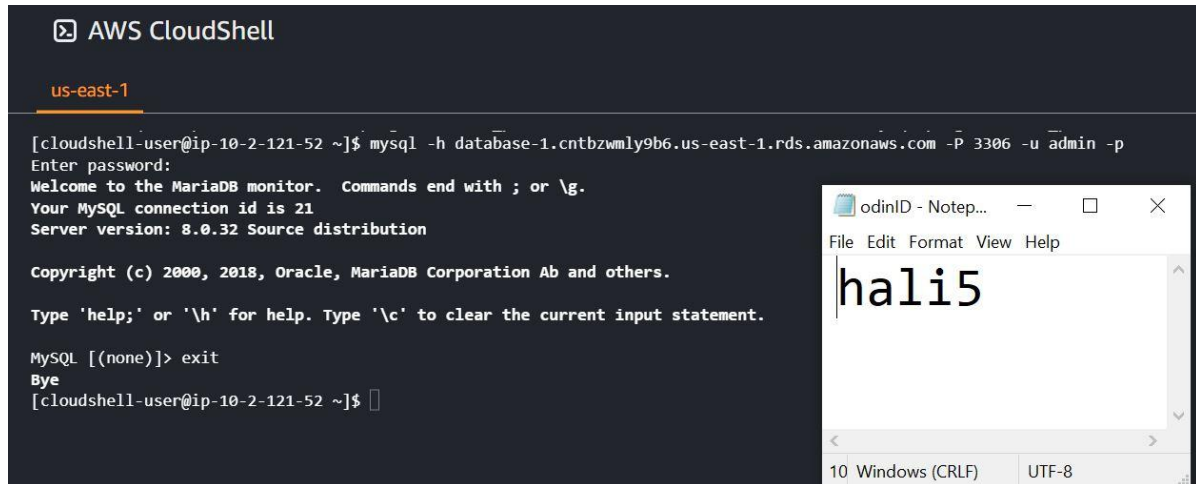 AWS CloudShell
us-east-1
[cloudshell-user@ip-10-2-121-52 ~]$ mysql -h database-1.cntbzwmly9b6.us-east-1.rds.amazonaws.com -P 3306 -u admin -p
Enter password:
Welcome to the MariaDB monitor.  Commands end with ; or \g.
Your MySQL connection id is 21
Server version: 8.0.32 Source distribution
Copyright (c) 2000, 2018, Oracle, MariaDB Corporation Ab and others.
Type 'help;' or '\h' for help. Type '\c' to clear the current input statement.
MySQL [(none)]> exit
Bye
[cloudshell-user@ip-10-2-121-52 ~]$
odinID - Notep...
File Edit Format View Help
hali5
10 Windows (CRLF) UTF-8